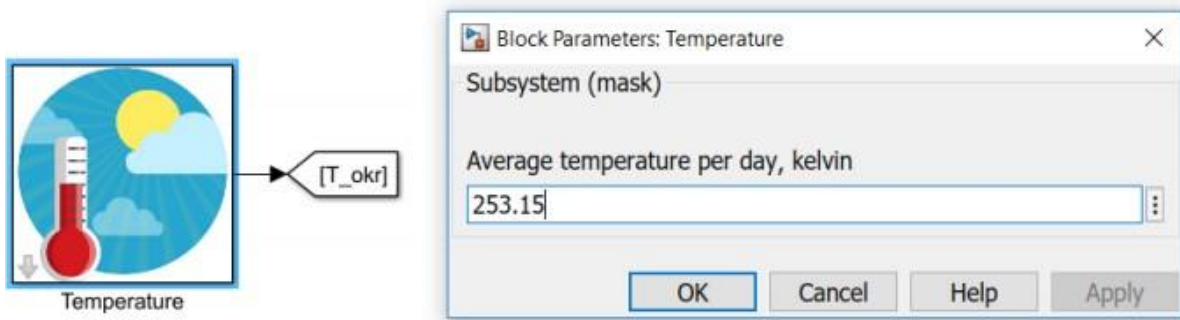 [T_okr]
Temperature
Block Parameters: Temperature
Subsystem (mask)
Average temperature per day, kelvin
253.15
OK Cancel Help Apply